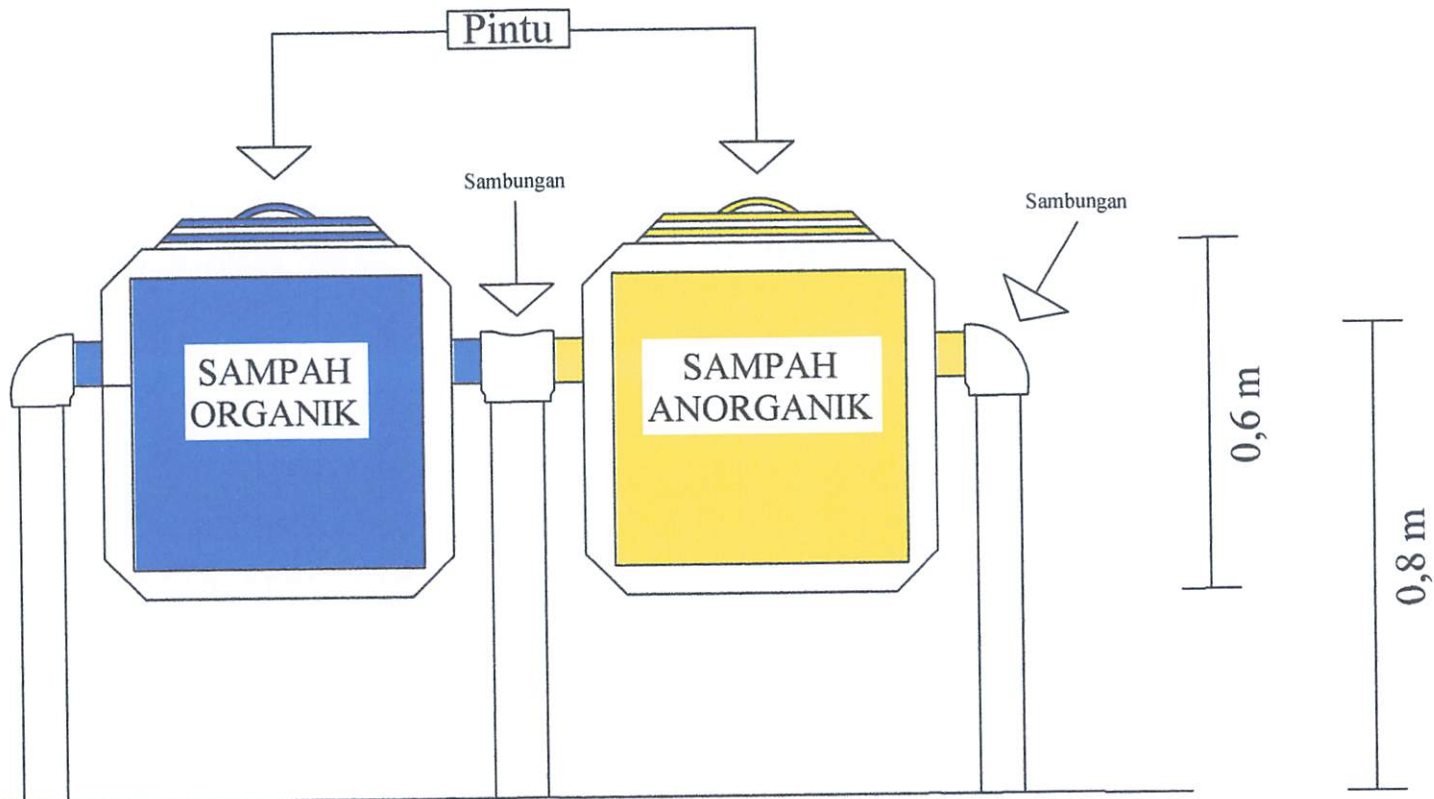 Pintu
Sambungan
Sambungan
SAMPAH
ORGANIK
SAMPAH
ANORGANIK
0,6 m
0,8 m